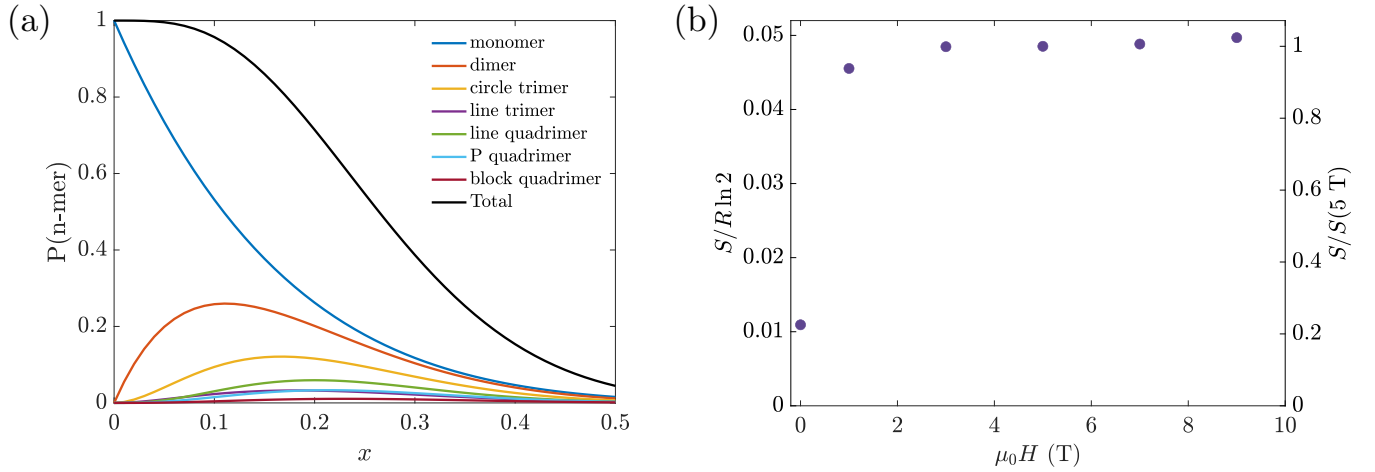 (a)
P(n-mer)
1
0.8
0.6
0.4
0.2
0
0
0.1
0.2
0.3
0.4
0.5
x
monomer
dimer
circle trimer
line trimer
line quadrimer
P quadrimer
block quadrimer
Total
(b)
S/R ln 2
0.05
0.04
0.03
0.02
0.01
0
0
2
4
6
8
10
μ₀H (T)
1
0.8
0.6
0.4
0.2
0
S/S(5 T)